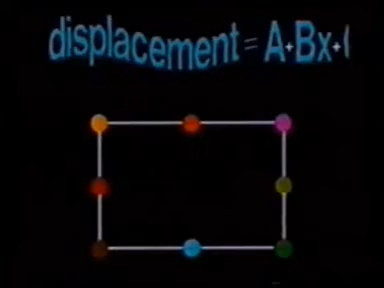 displacement = A+Bx+